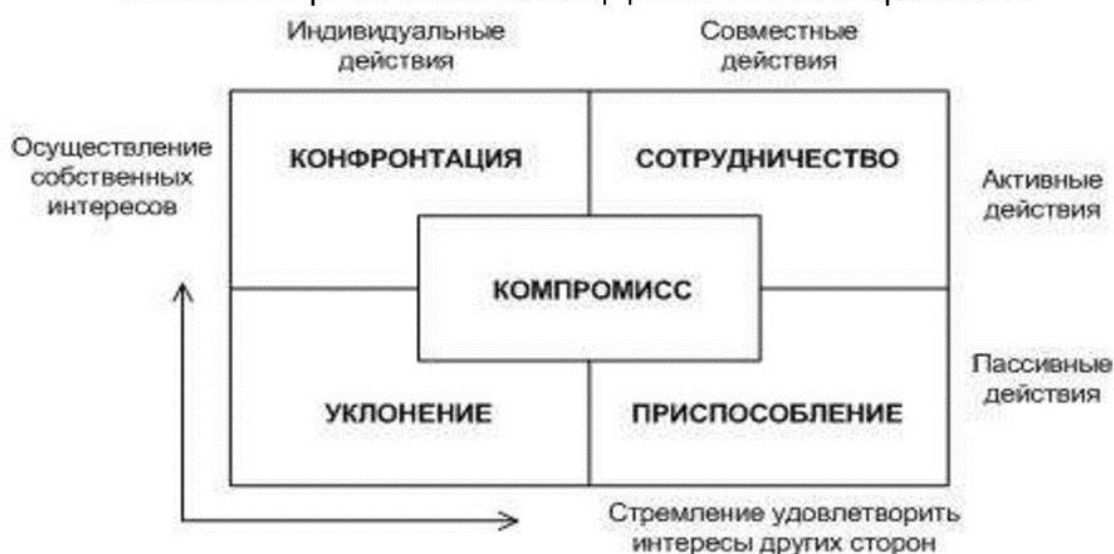 Индивидуальные
действия
Совместные
действия
Осуществление
собственных
интересов
КОНФРОНТАЦИЯ
СОТРУДНИЧЕСТВО
Активные
действия
КОМПРОМИСС
УКЛОНЕНИЕ
ПРИСПОСОБЛЕНИЕ
Пассивные
действия
Стремление удовлетворить
интересы других сторон